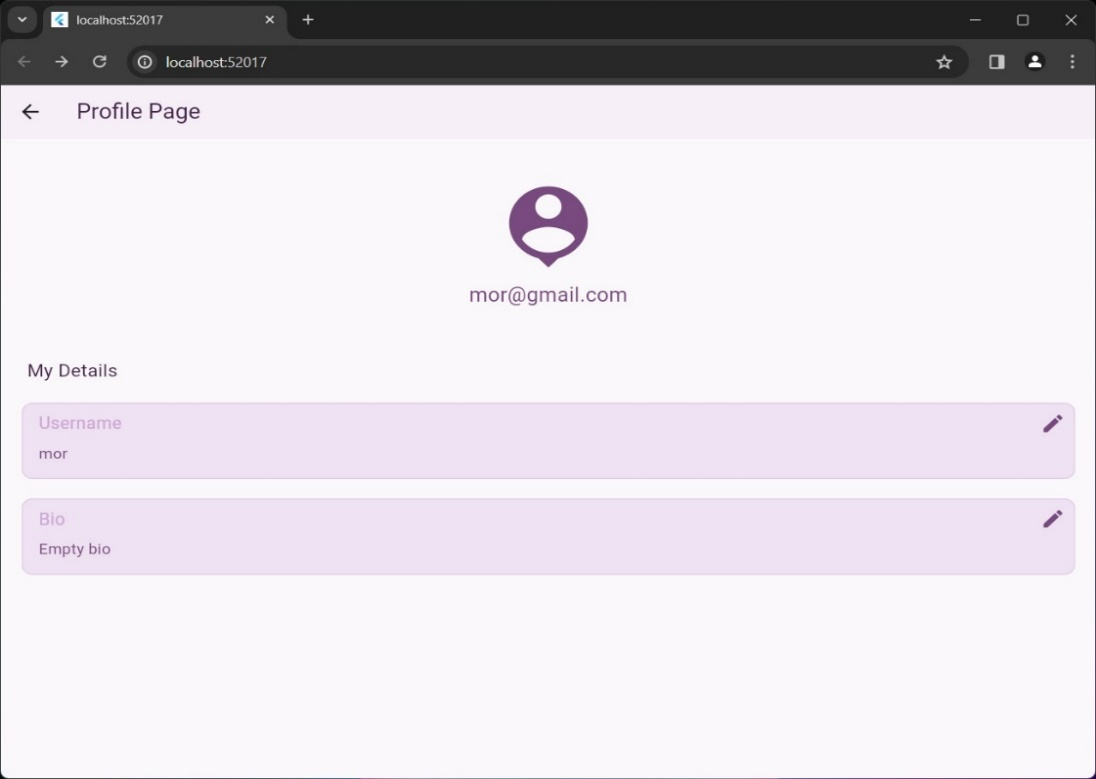 localhost:52017
localhost:52017
Profile Page
mor@gmail.com
My Details
Username
mor
Bio
Empty bio